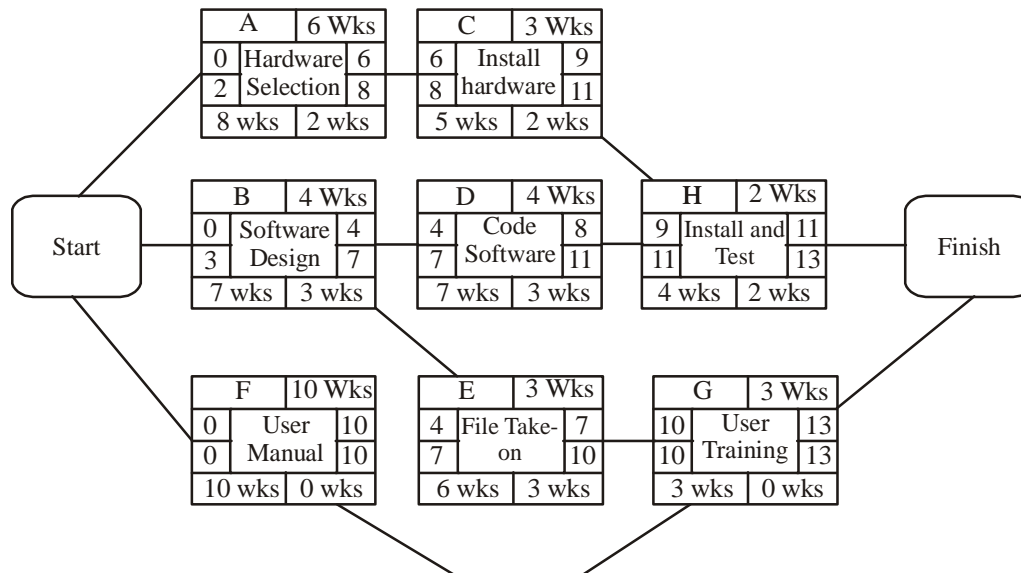 A 6 Wks
0 Hardware 6
2 Selection 8
8 wks 2 wks
C 3 Wks
6 Install 9
8 hardware 11
5 wks 2 wks
Start
B 4 Wks
0 Software 4
3 Design 7
7 wks 3 wks
D 4 Wks
4 Code 8
7 Software 11
7 wks 3 wks
H 2 Wks
9 Install and 11
11 Test 13
4 wks 2 wks
Finish
F 10 Wks
0 User 10
0 Manual 10
10 wks 0 wks
E 3 Wks
4 File Take- 7
7 on 10
6 wks 3 wks
G 3 Wks
10 User 13
10 Training 13
3 wks 0 wks